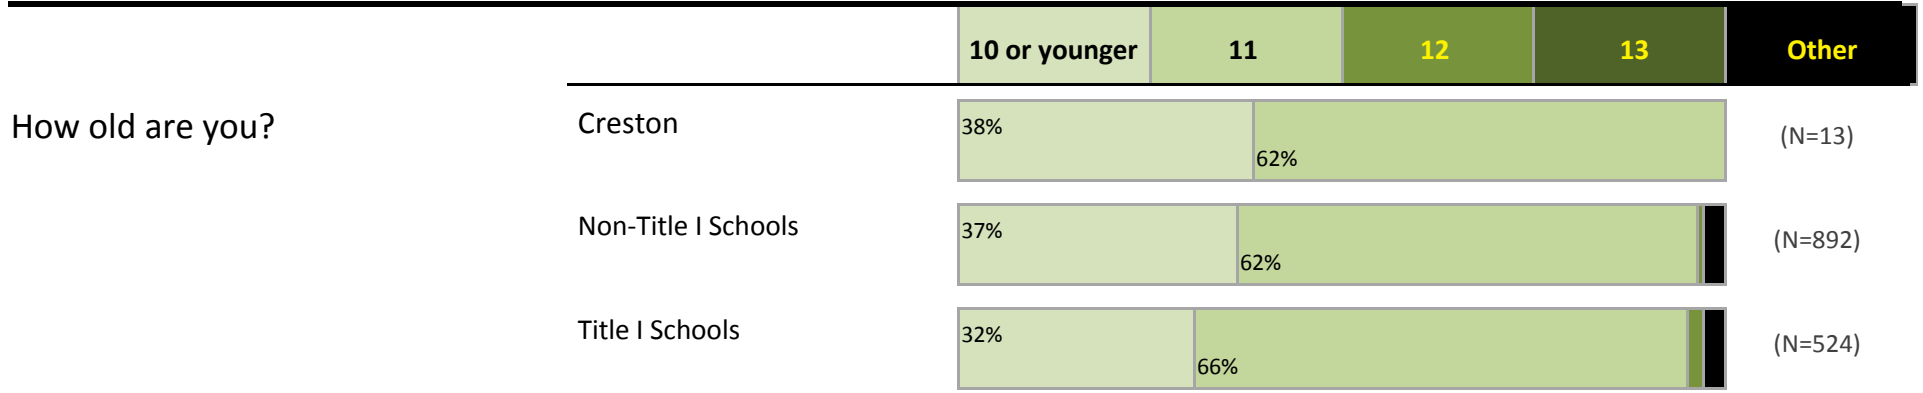 10 or younger 11 12 13 Other
How old are you? Creston 38% 62% (N=13)
Non-Title I Schools 37% 62% (N=892)
Title I Schools 32% 66% (N=524)